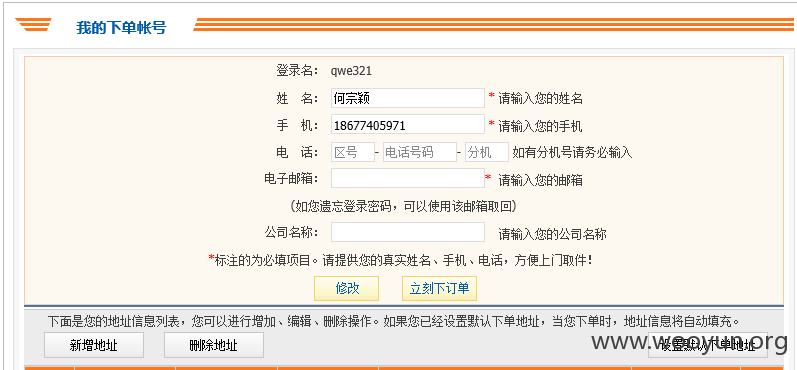 我的下单帐号
登录名： qwe321
姓 名： 何宗颖 * 请输入您的姓名
手 机： 18677405971 * 请输入您的手机
电 话： 区号 - 电话号码 - 分机 如有分机号请务必输入
电子邮箱： * 请输入您的邮箱
(如您遗忘登录密码，可以使用该邮箱取回)
公司名称： 请输入您的公司名称
*标注的为必填项目。请提供您的真实姓名、手机、电话，方便上门取件！
修改 立刻下订单
下面是您的地址信息列表，您可以进行增加、编辑、删除操作。如果您已经设置默认下单地址，当您下单时，地址信息将自动填充。
新增地址 删除地址 设置默认下单地址
www.wooyun.org